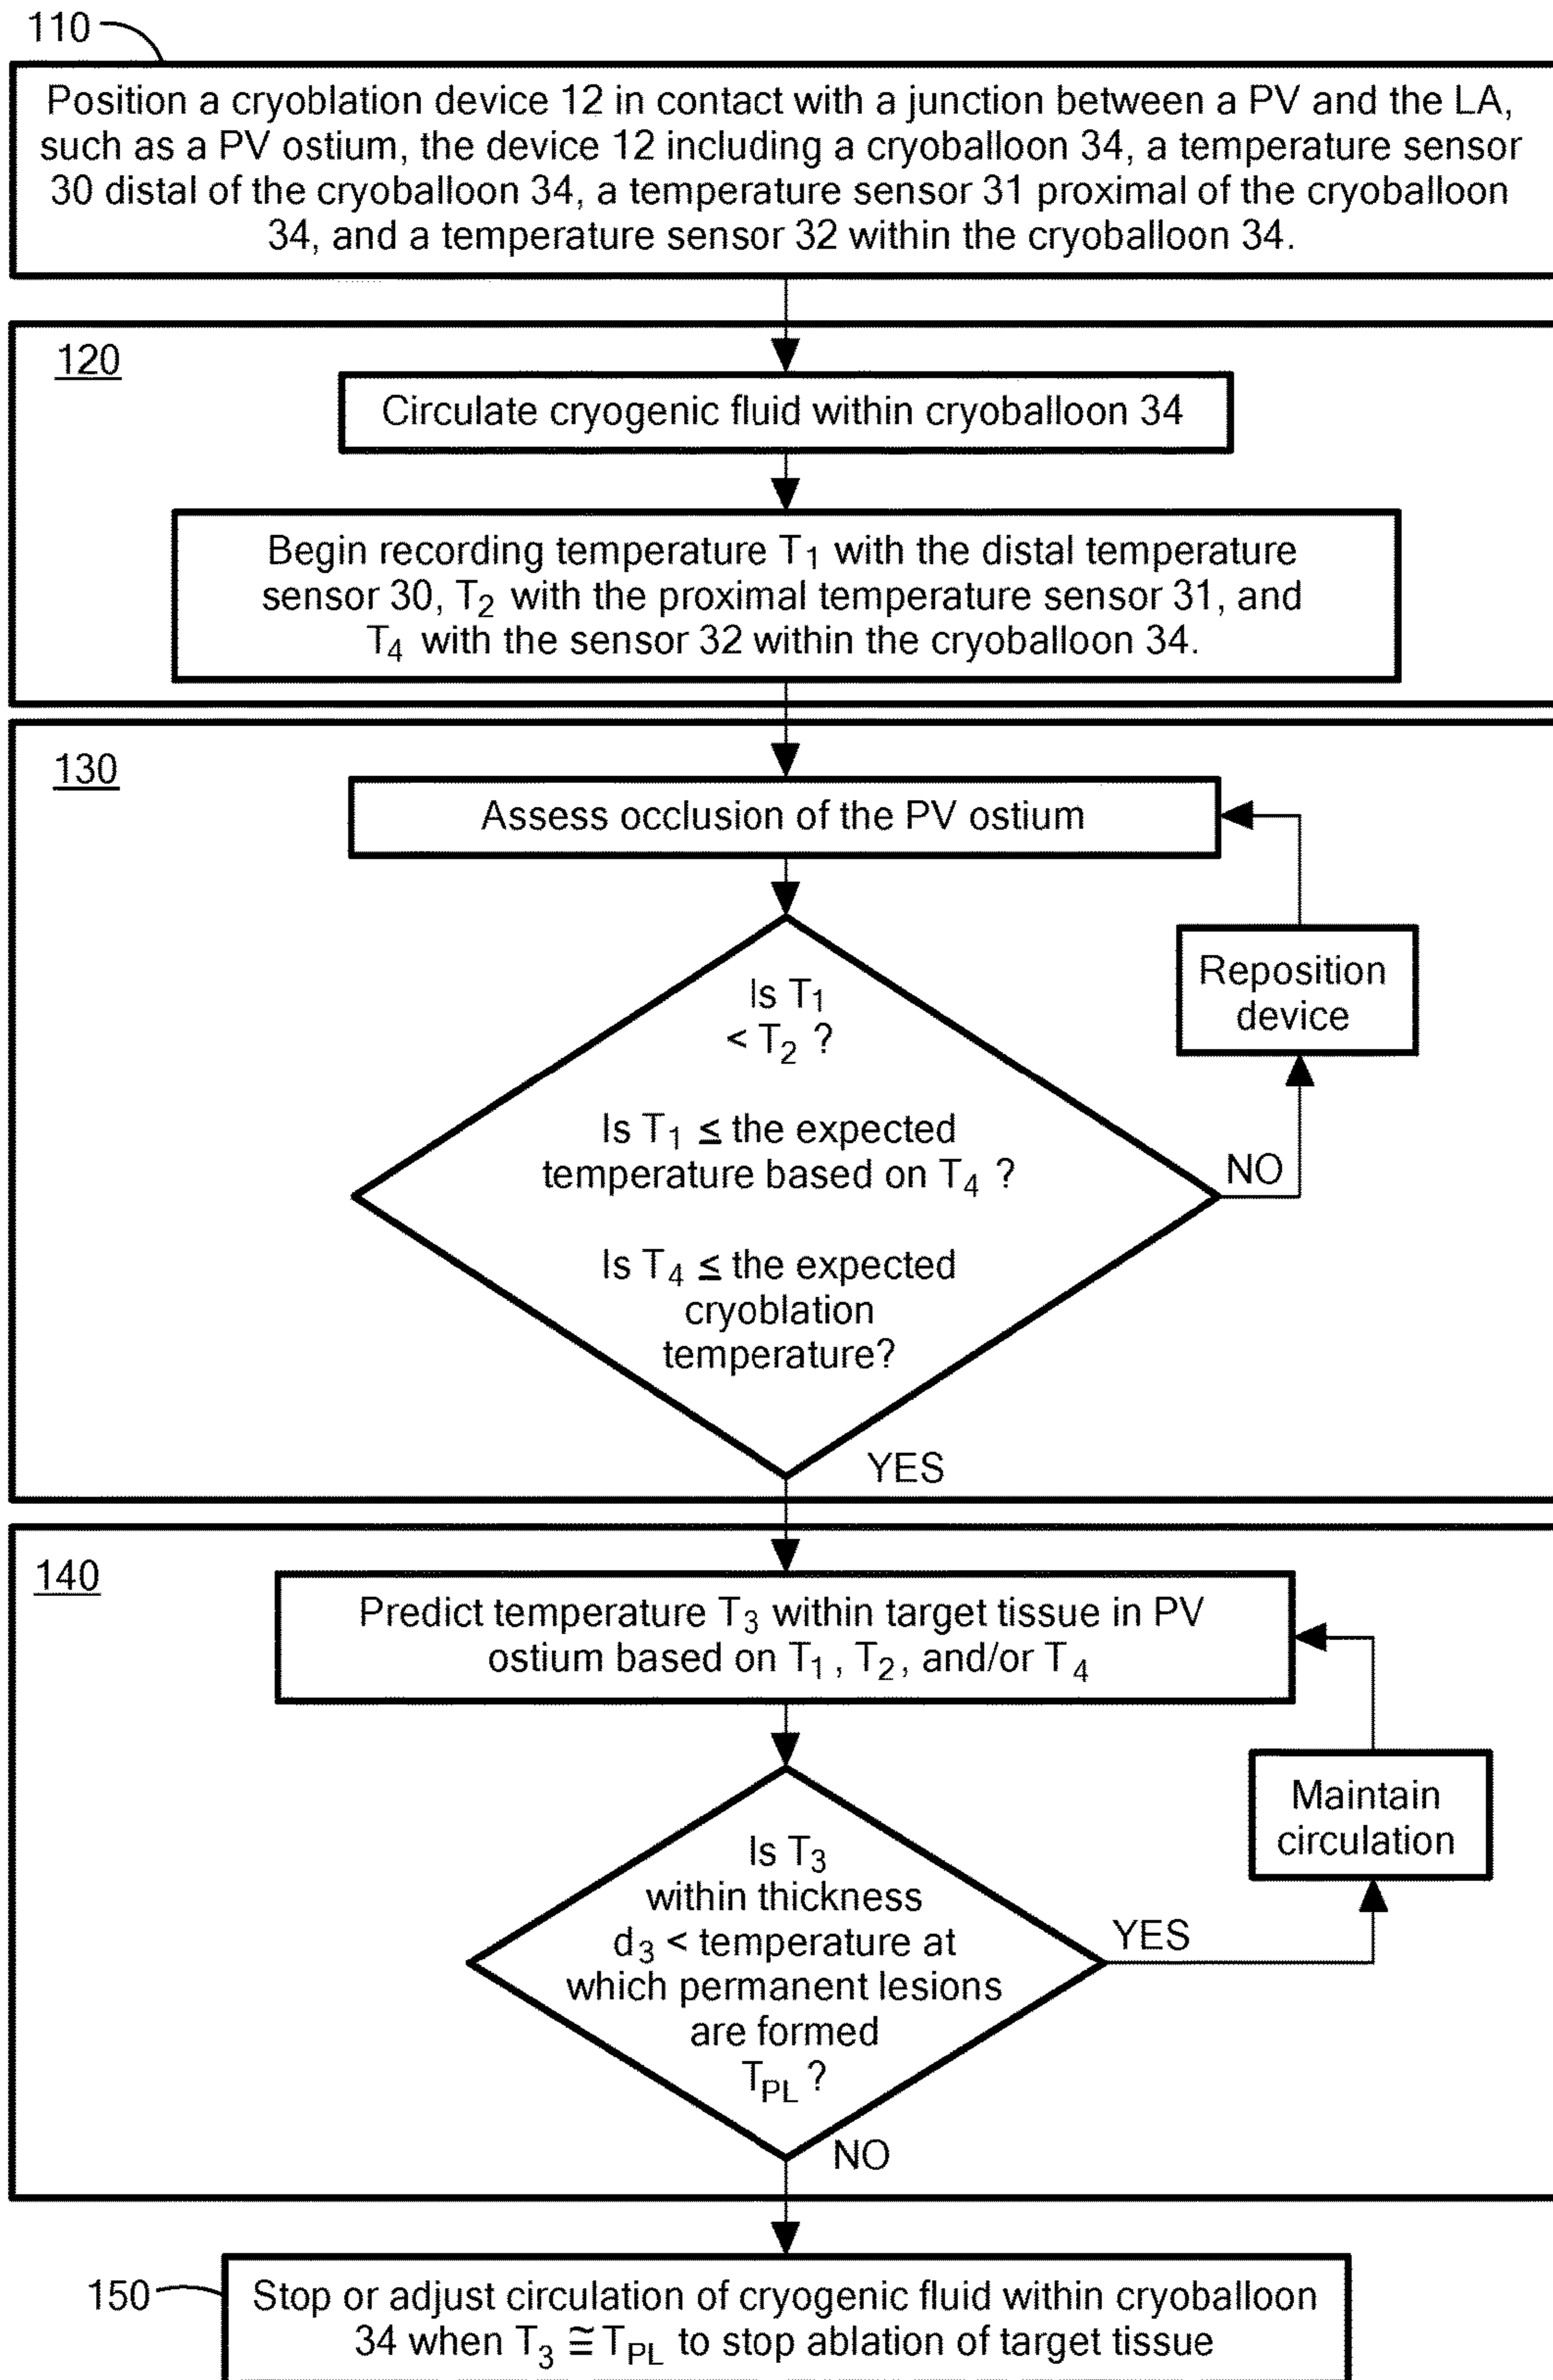 110
Position a cryoblation device 12 in contact with a junction between a PV and the LA,
such as a PV ostium, the device 12 including a cryoballoon 34, a temperature sensor
30 distal of the cryoballoon 34, a temperature sensor 31 proximal of the cryoballoon
34, and a temperature sensor 32 within the cryoballoon 34.
120
Circulate cryogenic fluid within cryoballoon 34
Begin recording temperature T1 with the distal temperature
sensor 30, T2 with the proximal temperature sensor 31, and
T4 with the sensor 32 within the cryoballoon 34.
130
Assess occlusion of the PV ostium
Reposition
device
Is T1
< T2 ?
Is T1 ≤ the expected
temperature based on T4 ?
NO
Is T4 ≤ the expected
cryoblation
temperature?
YES
140
Predict temperature T3 within target tissue in PV
ostium based on T1 , T2, and/or T4
Maintain
circulation
Is T3
within thickness
d3 < temperature at
which permanent lesions
are formed
TPL ?
YES
NO
150
Stop or adjust circulation of cryogenic fluid within cryoballoon
34 when T3 ≅ TPL to stop ablation of target tissue